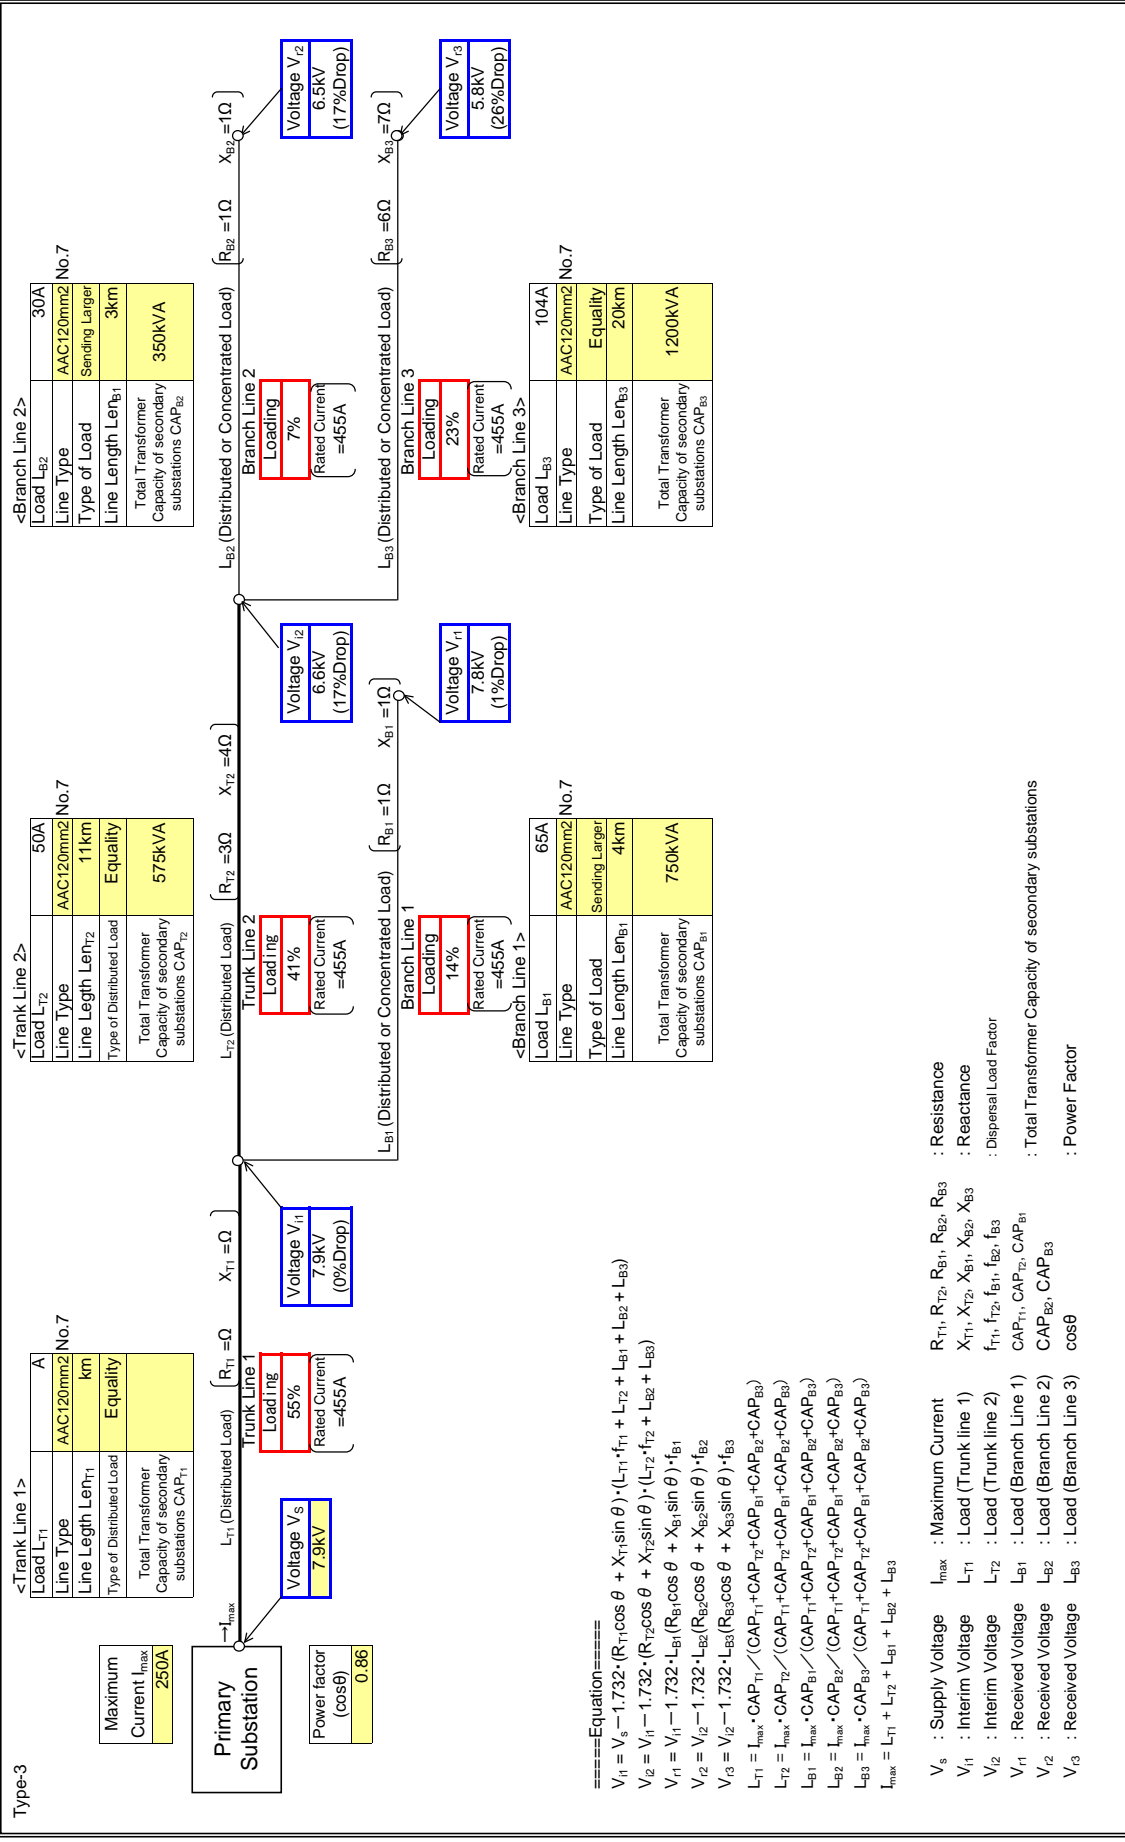 Type-3
Maximum
Current Imax
250A
Primary
Substation
Power factor
(cosθ)
0.86
<Trank Line 1>
Load LT1 A
Line Type AAC120mm2 No.7
Line Legth LenT1 km
Type of Distributed Load Equality
Total Transformer
Capacity of secondary
substations CAPT1
→Imax
LT1 (Distributed Load)
RT1 =Ω XT1 =Ω
Trunk Line 1
Loading
55%
Rated Current
=455A
Voltage VS
7.9kV
Voltage Vi1
7.9kV
(0%Drop)
<Trank Line 2>
Load LT2 50A
Line Type AAC120mm2 No.7
Line Legth LenT2 11km
Type of Distributed Load Equality
Total Transformer
Capacity of secondary
substations CAPT2
575kVA
LT2 (Distributed Load)
RT2 =3Ω XT2 =4Ω
Trunk Line 2
Loading
41%
Rated Current
=455A
Voltage Vi2
6.6kV
(17%Drop)
LB1 (Distributed or Concentrated Load)
RB1 =1Ω XB1 =1Ω
Branch Line 1
Loading
14%
Rated Current
=455A
Voltage Vr1
7.8kV
(1%Drop)
<Branch Line 1>
Load LB1 65A
Line Type AAC120mm2 No.7
Type of Load Sending Larger
Line Length LenB1 4km
Total Transformer
Capacity of secondary
substations CAPB1
750kVA
<Branch Line 2>
Load LB2 30A
Line Type AAC120mm2 No.7
Type of Load Sending Larger
Line Length LenB1 3km
Total Transformer
Capacity of secondary
substations CAPB2
350kVA
LB2 (Distributed or Concentrated Load)
RB2 =1Ω XB2 =1Ω
Branch Line 2
Loading
7%
Rated Current
=455A
Voltage Vr2
6.5kV
(17%Drop)
LB3 (Distributed or Concentrated Load)
RB3 =6Ω XB3 =7Ω
Branch Line 3
Loading
23%
Rated Current
=455A
Voltage Vr3
5.8kV
(26%Drop)
<Branch Line 3>
Load LB3 104A
Line Type AAC120mm2 No.7
Type of Load Equality
Line Length LenB3 20km
Total Transformer
Capacity of secondary
substations CAPB3
1200kVA
=====Equation=====
Vi1 = Vs－1.732･(RT1cosθ + XT1sinθ)･(LT1･fT1 + LT2 + LB1 + LB2 + LB3)
Vi2 = Vi1－1.732･(RT2cosθ + XT2sinθ)･(LT2･fT2 + LB2 + LB3)
Vr1 = Vi1－1.732･LB1(RB1cosθ + XB1sinθ)･fB1
Vr2 = Vi2－1.732･LB2(RB2cosθ + XB2sinθ)･fB2
Vr3 = Vi2－1.732･LB3(RB3cosθ + XB3sinθ)･fB3
LT1 = Imax･CAPT1／(CAPT1+CAPT2+CAPB1+CAPB2+CAPB3)
LT2 = Imax･CAPT2／(CAPT1+CAPT2+CAPB1+CAPB2+CAPB3)
LB1 = Imax･CAPB1／(CAPT1+CAPT2+CAPB1+CAPB2+CAPB3)
LB2 = Imax･CAPB2／(CAPT1+CAPT2+CAPB1+CAPB2+CAPB3)
LB3 = Imax･CAPB3／(CAPT1+CAPT2+CAPB1+CAPB2+CAPB3)
Imax = LT1 + LT2 + LB1 + LB2 + LB3
Vs : Supply Voltage Imax : Maximum Current RT1, RT2, RB1, RB2, RB3 : Resistance
Vi1 : Interim Voltage LT1 : Load (Trunk line 1) XT1, XT2, XB1, XB2, XB3 : Reactance
Vi2 : Interim Voltage LT2 : Load (Trunk line 2) fT1, fT2, fB1, fB2, fB3 : Dispersal Load Factor
Vr1 : Received Voltage LB1 : Load (Branch Line 1) CAPT1, CAPT2, CAPB1
Vr2 : Received Voltage LB2 : Load (Branch Line 2) CAPB2, CAPB3 : Total Transformer Capacity of secondary substations
Vr3 : Received Voltage LB3 : Load (Branch Line 3) cosθ : Power Factor